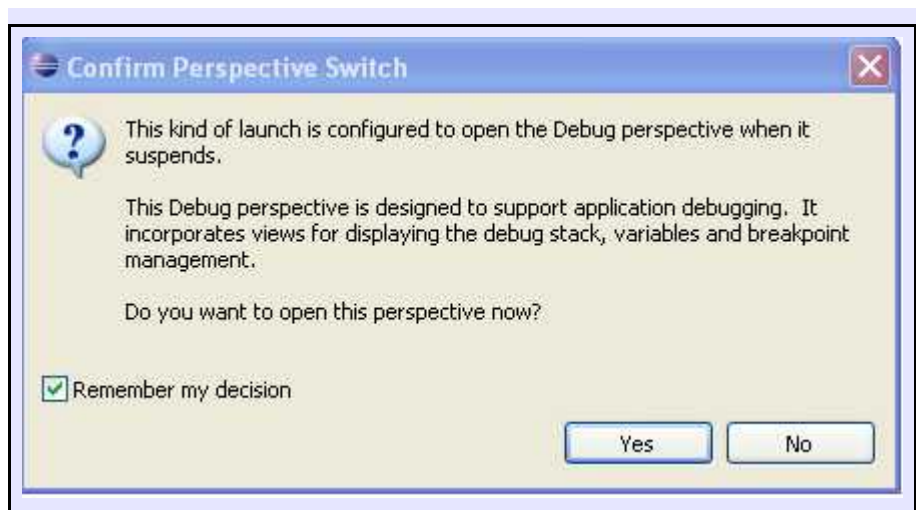 Confirm Perspective Switch
This kind of launch is configured to open the Debug perspective when it
suspends.
This Debug perspective is designed to support application debugging. It
incorporates views for displaying the debug stack, variables and breakpoint
management.
Do you want to open this perspective now?
Remember my decision
Yes No